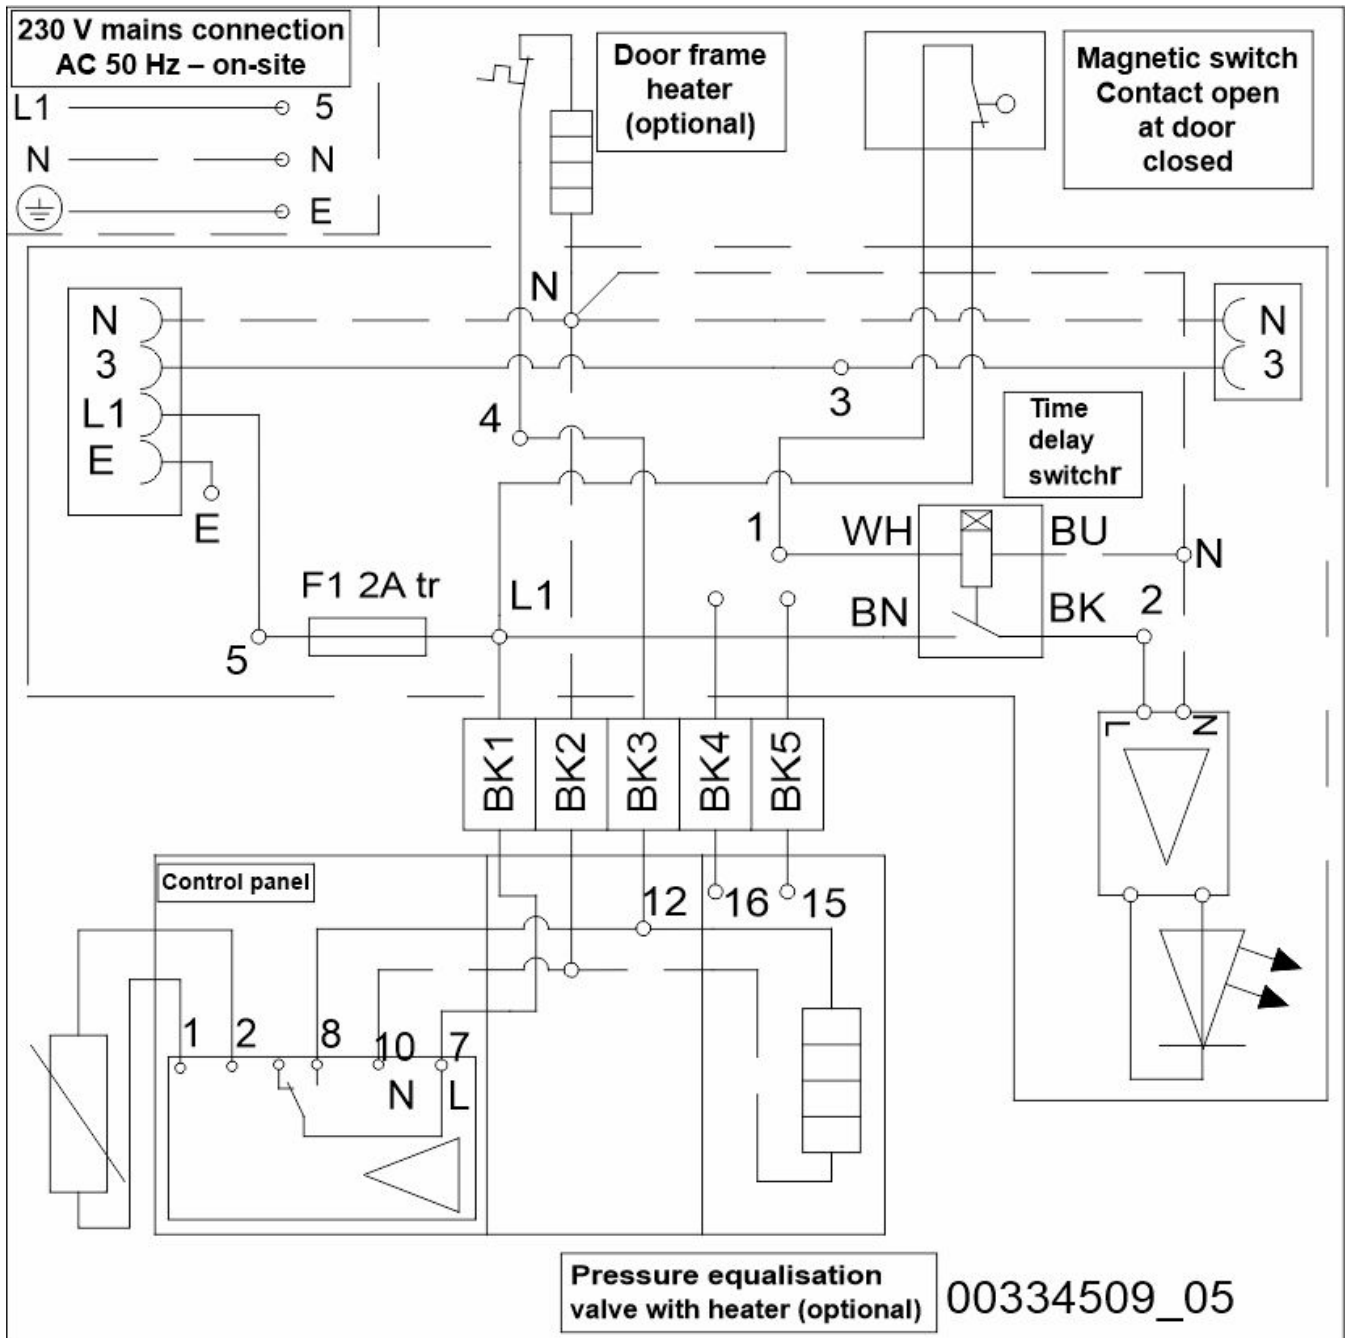 230 V mains connection
AC 50 Hz – on-site
L1 5
N N
E
Door frame
heater
(optional)
Magnetic switch
Contact open
at door
closed
N
N
3
L1
E
E
N
3
3
4
Time
delay
switchr
1
WH
BU
N
F1 2A tr
L1
BN
BK
2
5
L
N
BK1
BK2
BK3
BK4
BK5
Control panel
12
16
15
1
2
8
10
7
N
L
Pressure equalisation
valve with heater (optional)
00334509_05